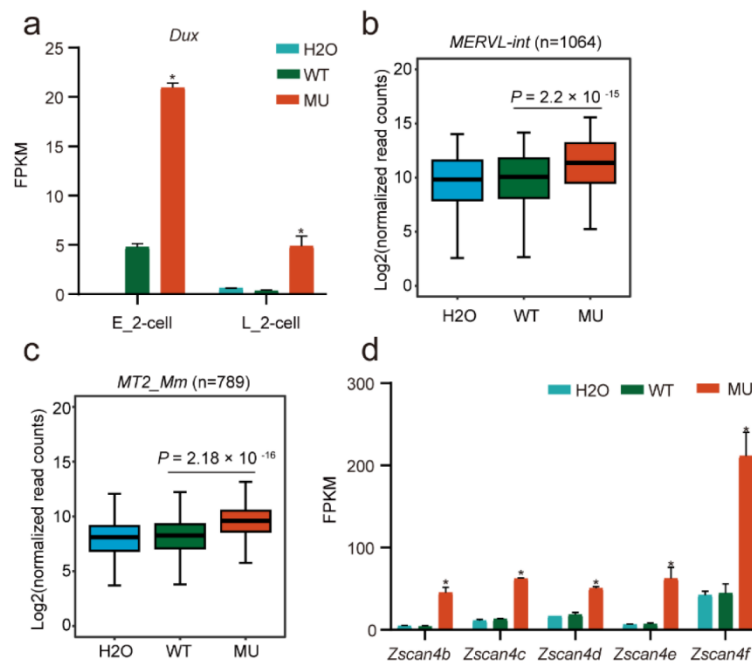 a
Dux
H2O
WT
MU
FPKM
25
20
15
10
5
0
*
*
E_2-cell
L_2-cell
b
MERVL-int (n=1064)
Log2(normalized read counts)
20
15
10
5
0
P = 2.2 × 10 -15
H2O
WT
MU
c
MT2_Mm (n=789)
Log2(normalized read counts)
20
15
10
5
0
P = 2.18 × 10 -16
H2O
WT
MU
d
H2O
WT
MU
FPKM
300
200
100
0
*
*
*
*
*
Zscan4b
Zscan4c
Zscan4d
Zscan4e
Zscan4f